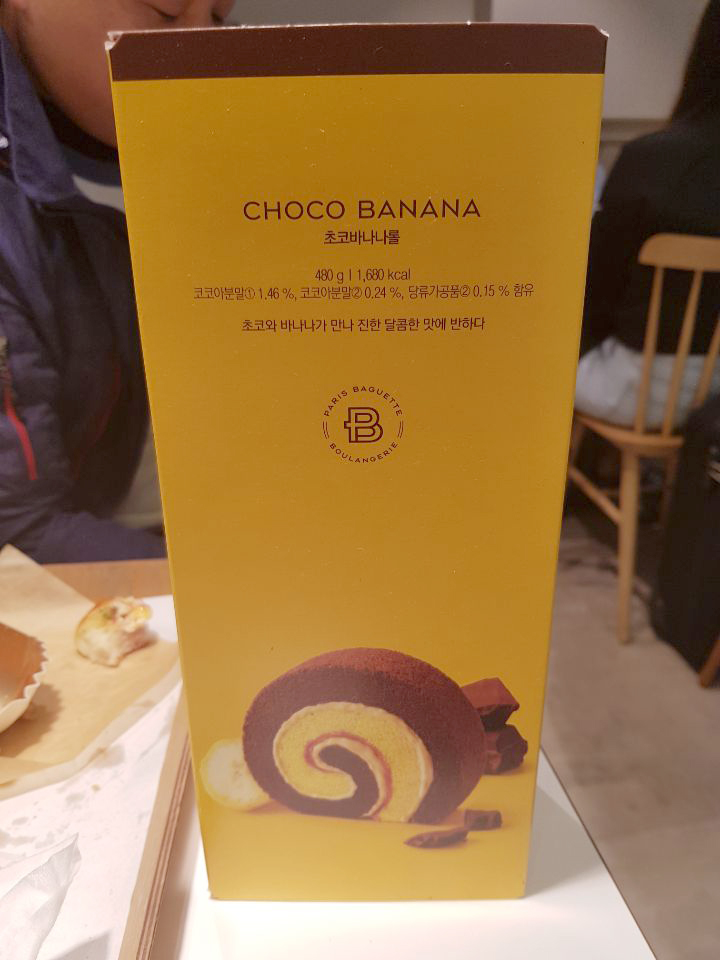 CHOCO BANANA
초코바나나롤
480 g | 1,680 kcal
코코아분말① 1.46 %, 코코아분말② 0.24 %, 당류가공품② 0.15 % 함유
초코와 바나나가 만나 진한 달콤한 맛에 반하다
PARIS BAGUETTE
B
BOULANGERIE